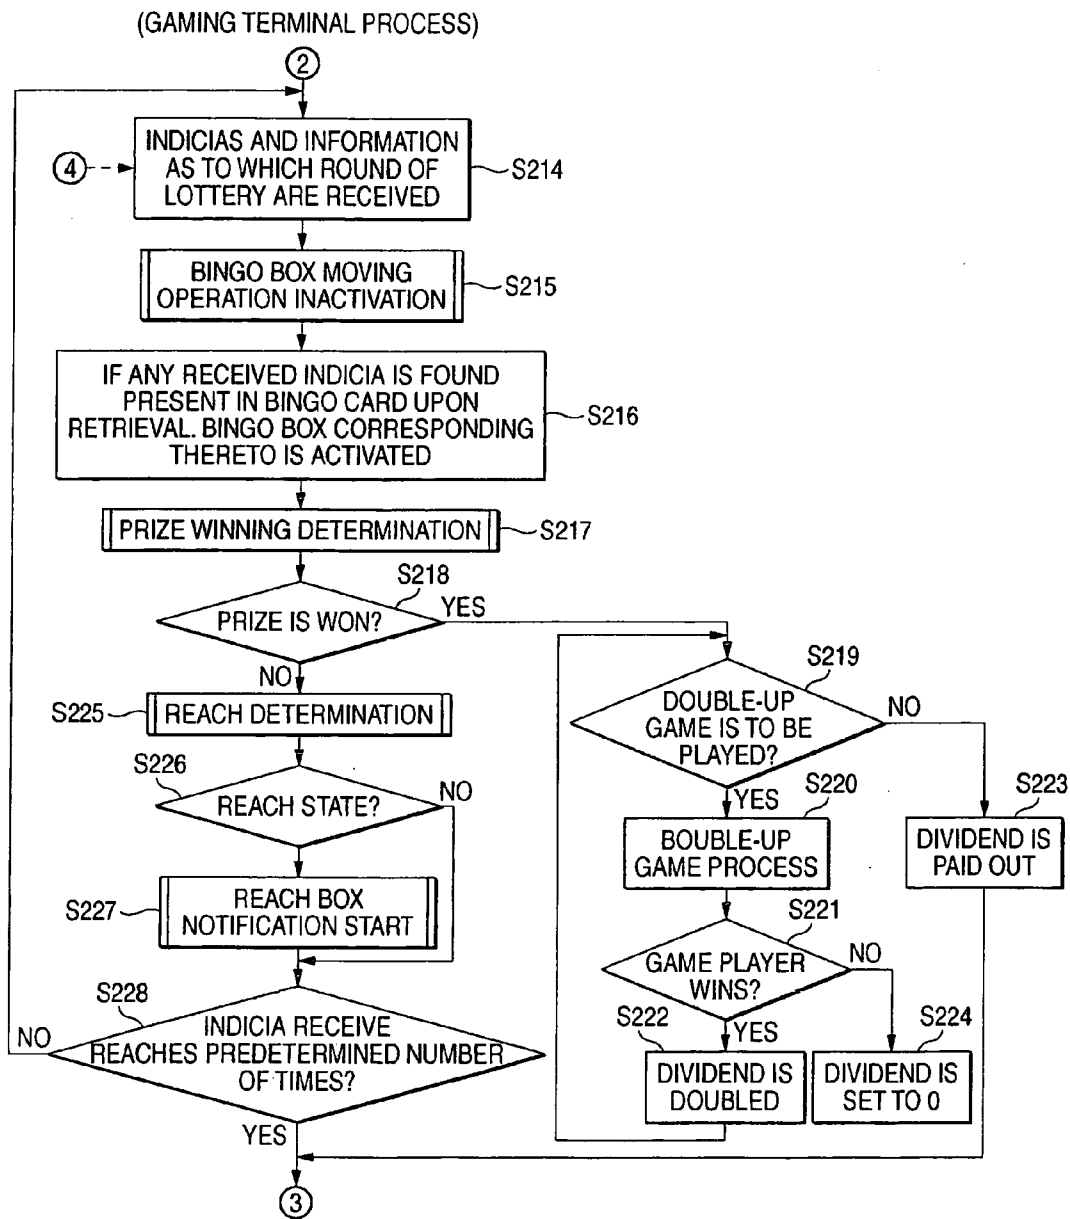 (GAMING TERMINAL PROCESS)
2
4
INDICIAS AND INFORMATION
AS TO WHICH ROUND OF
LOTTERY ARE RECEIVED
S214
BINGO BOX MOVING
OPERATION INACTIVATION
S215
IF ANY RECEIVED INDICIA IS FOUND
PRESENT IN BINGO CARD UPON
RETRIEVAL. BINGO BOX CORRESPONDING
THERETO IS ACTIVATED
S216
PRIZE WINNING DETERMINATION
S217
S218
PRIZE IS WON?
YES
NO
S225
REACH DETERMINATION
S226
REACH STATE?
NO
S227
REACH BOX
NOTIFICATION START
S228
NO
INDICIA RECEIVE
REACHES PREDETERMINED NUMBER
OF TIMES?
YES
3
S219
DOUBLE-UP
GAME IS TO BE
PLAYED?
NO
YES
S220
BOUBLE-UP
GAME PROCESS
S223
DIVIDEND IS
PAID OUT
S221
GAME PLAYER
WINS?
NO
YES
S222
DIVIDEND IS
DOUBLED
S224
DIVIDEND IS
SET TO 0